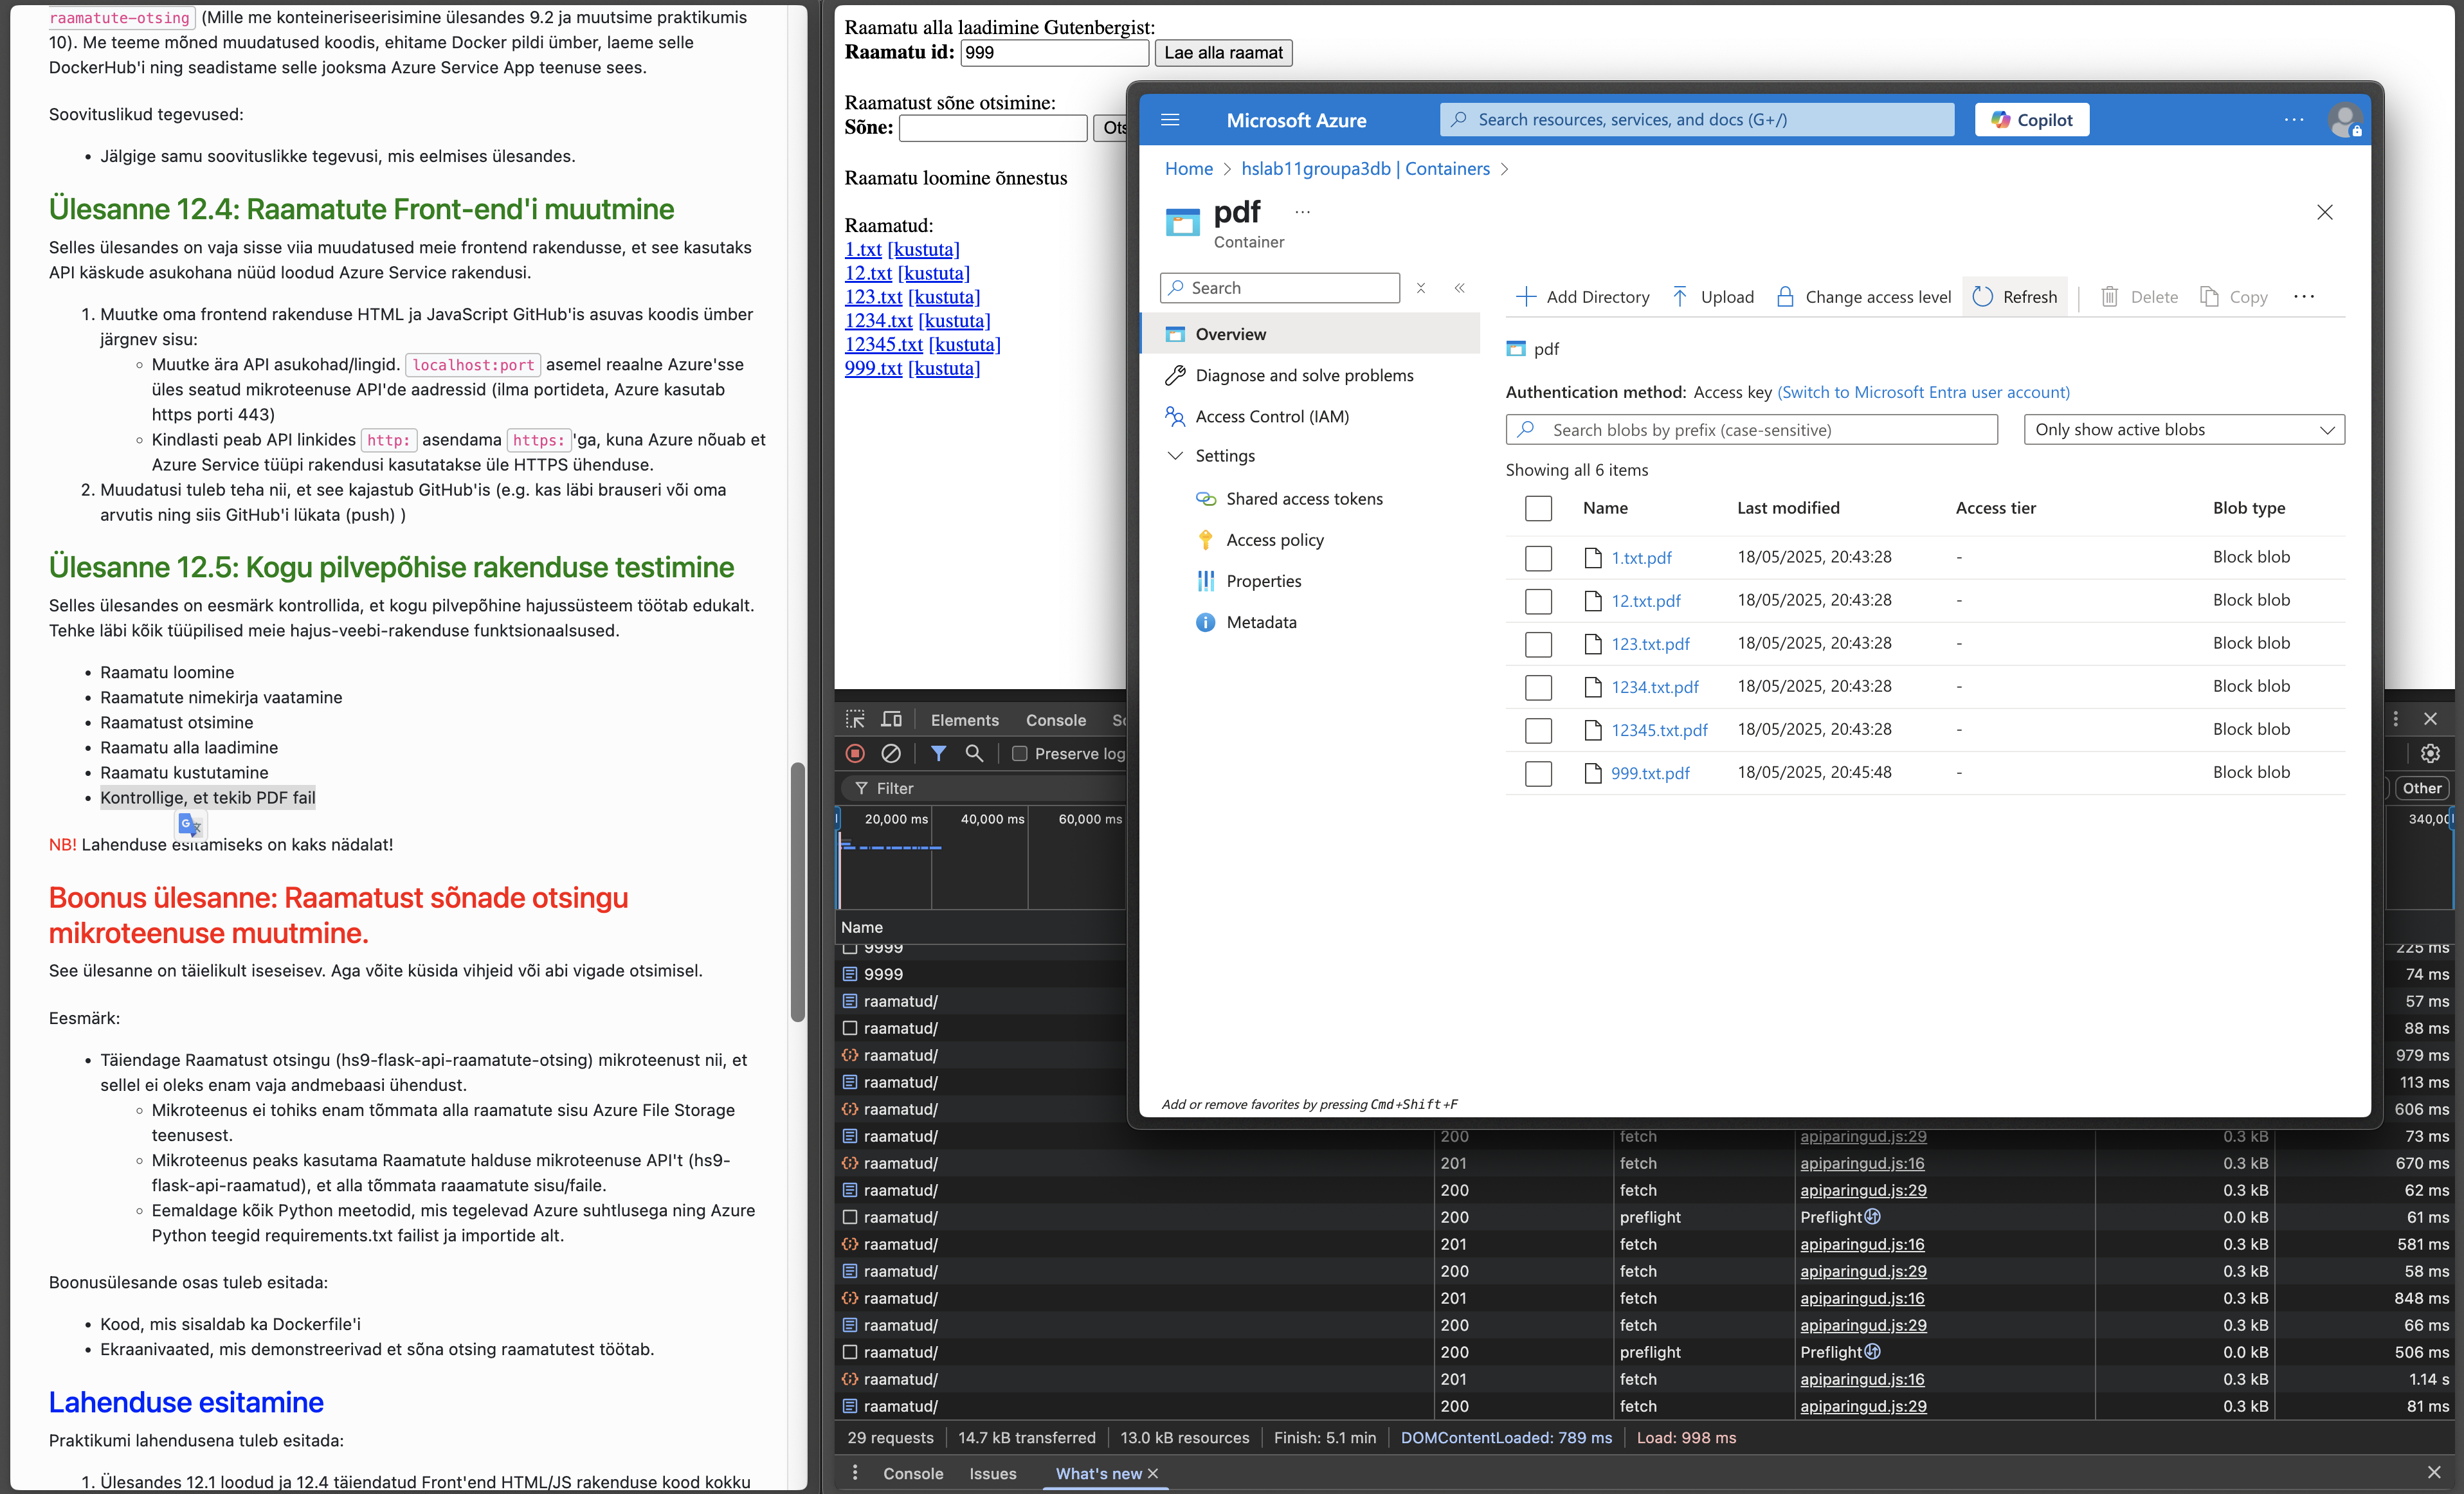 raamatute-otsing (Mille me konteineriseerisimine ülesandes 9.2 ja muutsime praktikumis
10). Me teeme mõned muudatused koodis, ehitame Docker pildi ümber, laeme selle
DockerHub'i ning seadistame selle jooksma Azure Service App teenuse sees.
Soovituslikud tegevused:
• Jälgige samu soovituslikke tegevusi, mis eelmises ülesandes.
Ülesanne 12.4: Raamatute Front-end'i muutmine
Selles ülesandes on vaja sisse viia muudatused meie frontend rakendusse, et see kasutaks
API käskude asukohana nüüd loodud Azure Service rakendusi.
1. Muutke oma frontend rakenduse HTML ja JavaScript GitHub'is asuvas koodis ümber
järgnev sisu:
◦ Muutke ära API asukohad/lingid. localhost:port asemel reaalne Azure'sse
üles seatud mikroteenuse API'de aadressid (ilma portideta, Azure kasutab
https porti 443)
◦ Kindlasti peab API linkides http: asendama https: 'ga, kuna Azure nõuab et
Azure Service tüüpi rakendusi kasutatakse üle HTTPS ühenduse.
2. Muudatusi tuleb teha nii, et see kajastub GitHub'is (e.g. kas läbi brauseri või oma
arvutis ning siis GitHub'i lükata (push) )
Ülesanne 12.5: Kogu pilvepõhise rakenduse testimine
Selles ülesandes on eesmärk kontrollida, et kogu pilvepõhine hajussüsteem töötab edukalt.
Tehke läbi kõik tüüpilised meie hajus-veebi-rakenduse funktsionaalsused.
• Raamatu loomine
• Raamatute nimekirja vaatamine
• Raamatust otsimine
• Raamatu alla laadimine
• Raamatu kustutamine
• Kontrollige, et tekib PDF fail
NB! Lahenduse esitamiseks on kaks nädalat!
Boonus ülesanne: Raamatust sõnade otsingu
mikroteenuse muutmine.
See ülesanne on täielikult iseseisev. Aga võite küsida vihjeid või abi vigade otsimisel.
Eesmärk:
• Täiendage Raamatust otsingu (hs9-flask-api-raamatute-otsing) mikroteenust nii, et
sellel ei oleks enam vaja andmebaasi ühendust.
◦ Mikroteenus ei tohiks enam tõmmata alla raamatute sisu Azure File Storage
teenusest.
◦ Mikroteenus peaks kasutama Raamatute halduse mikroteenuse API't (hs9-
flask-api-raamatud), et alla tõmmata raaamatute sisu/faile.
◦ Eemaldage kõik Python meetodid, mis tegelevad Azure suhtlusega ning Azure
Python teegid requirements.txt failist ja importide alt.
Boonusülesande osas tuleb esitada:
• Kood, mis sisaldab ka Dockerfile'i
• Ekraanivaated, mis demonstreerivad et sõna otsing raamatutest töötab.
Lahenduse esitamine
Praktikumi lahendusena tuleb esitada:
1. Ülesandes 12.1 loodud ja 12.4 täiendatud Front'end HTML/JS rakenduse kood kokku
Raamatu alla laadimine Gutenbergist:
Raamatu id: 999 Lae alla raamat
Raamatust sõne otsimine:
Sõne: Ots
Raamatu loomine õnnestus
Raamatud:
1.txt [kustuta]
12.txt [kustuta]
123.txt [kustuta]
1234.txt [kustuta]
12345.txt [kustuta]
999.txt [kustuta]
Microsoft Azure Search resources, services, and docs (G+/) Copilot ...
Home > hslab11groupa3db | Containers >
pdf ...
Container
Search
Overview
Diagnose and solve problems
Access Control (IAM)
Settings
Shared access tokens
Access policy
Properties
Metadata
Add or remove favorites by pressing Cmd+Shift+F
Add Directory Upload Change access level Refresh Delete Copy ...
pdf
Authentication method: Access key (Switch to Microsoft Entra user account)
Search blobs by prefix (case-sensitive) Only show active blobs
Showing all 6 items
Name Last modified Access tier Blob type
1.txt.pdf 18/05/2025, 20:43:28 - Block blob
12.txt.pdf 18/05/2025, 20:43:28 - Block blob
123.txt.pdf 18/05/2025, 20:43:28 - Block blob
1234.txt.pdf 18/05/2025, 20:43:28 - Block blob
12345.txt.pdf 18/05/2025, 20:43:28 - Block blob
999.txt.pdf 18/05/2025, 20:45:48 - Block blob
Elements Console
Preserve log
Filter Other
20,000 ms 40,000 ms 60,000 ms 340,00
Name
9999 225 ms
9999 74 ms
raamatud/ 57 ms
raamatud/ 88 ms
raamatud/ 979 ms
raamatud/ 113 ms
raamatud/ 606 ms
raamatud/ 200 fetch apiparingud.js:29 0.3 kB 73 ms
raamatud/ 201 fetch apiparingud.js:16 0.3 kB 670 ms
raamatud/ 200 fetch apiparingud.js:29 0.3 kB 62 ms
raamatud/ 200 preflight Preflight 0.0 kB 61 ms
raamatud/ 201 fetch apiparingud.js:16 0.3 kB 581 ms
raamatud/ 200 fetch apiparingud.js:29 0.3 kB 58 ms
raamatud/ 201 fetch apiparingud.js:16 0.3 kB 848 ms
raamatud/ 200 fetch apiparingud.js:29 0.3 kB 66 ms
raamatud/ 200 preflight Preflight 0.0 kB 506 ms
raamatud/ 201 fetch apiparingud.js:16 0.3 kB 1.14 s
raamatud/ 200 fetch apiparingud.js:29 0.3 kB 81 ms
29 requests 14.7 kB transferred 13.0 kB resources Finish: 5.1 min DOMContentLoaded: 789 ms Load: 998 ms
Console Issues What's new